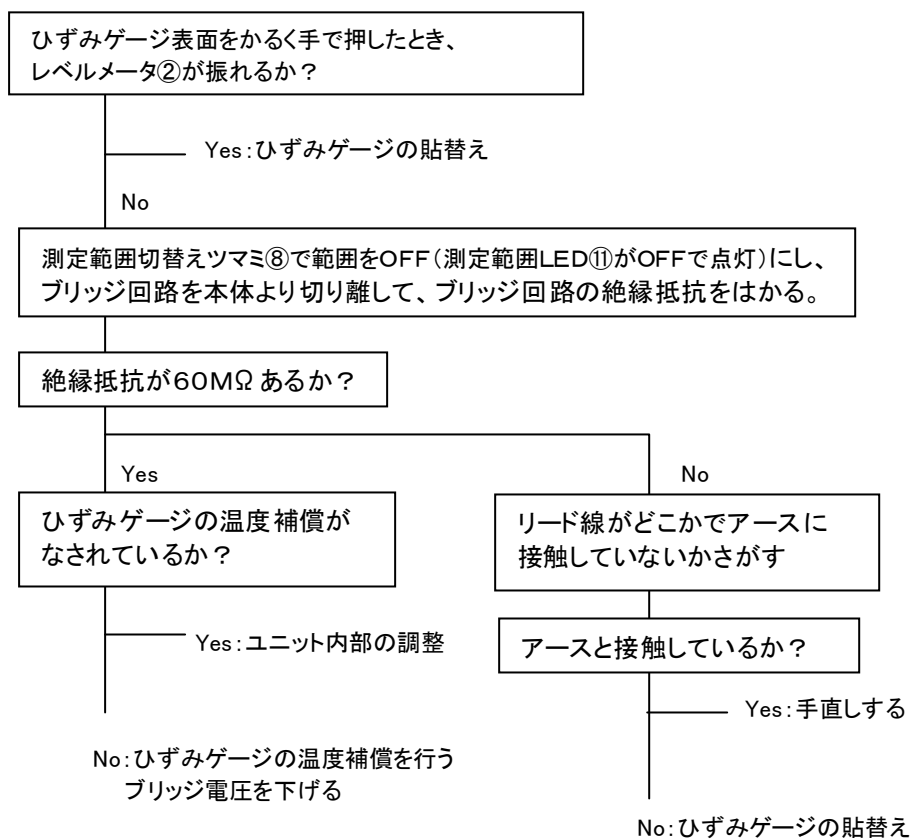 ひずみゲージ表面をかるく手で押したとき、
レベルメータ②が振れるか？
Yes：ひずみゲージの貼替え
No
測定範囲切替えツマミ⑧で範囲をOFF（測定範囲LED⑪がOFFで点灯）にし、
ブリッジ回路を本体より切り離して、ブリッジ回路の絶縁抵抗をはかる。
絶縁抵抗が６０ＭΩあるか？
Yes
ひずみゲージの温度補償が
なされているか？
Yes：ユニット内部の調整
No：ひずみゲージの温度補償を行う
ブリッジ電圧を下げる
No
リード線がどこかでアースに
接触していないかさがす
アースと接触しているか？
Yes：手直しする
No：ひずみゲージの貼替え